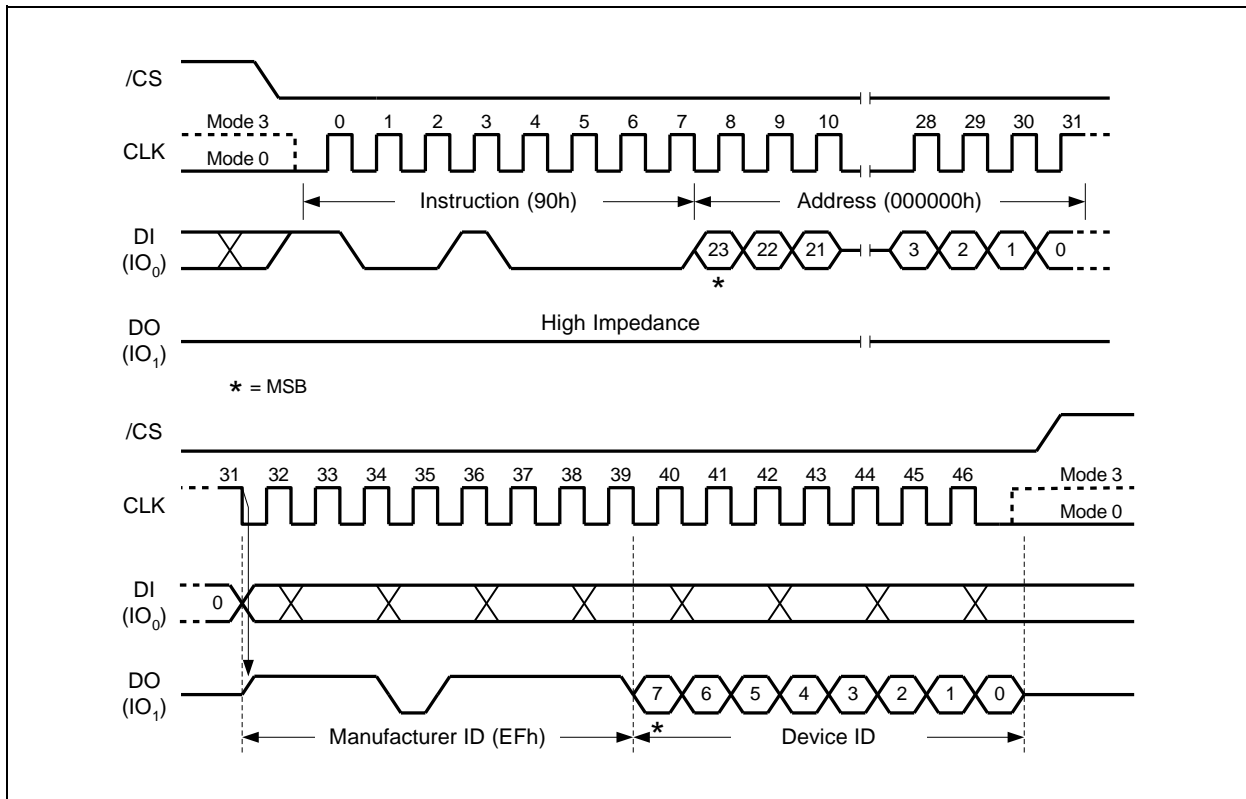 /CS
Mode 3 0 1 2 3 4 5 6 7 8 9 10 28 29 30 31
CLK
Mode 0
Instruction (90h) Address (000000h)
DI
(IO0)
23 22 21 3 2 1 0
*
High Impedance
DO
(IO1)
* = MSB
/CS
31 32 33 34 35 36 37 38 39 40 41 42 43 44 45 46 Mode 3
CLK
Mode 0
DI
(IO0)
0
DO
(IO1)
7 6 5 4 3 2 1 0
*
Manufacturer ID (EFh) Device ID